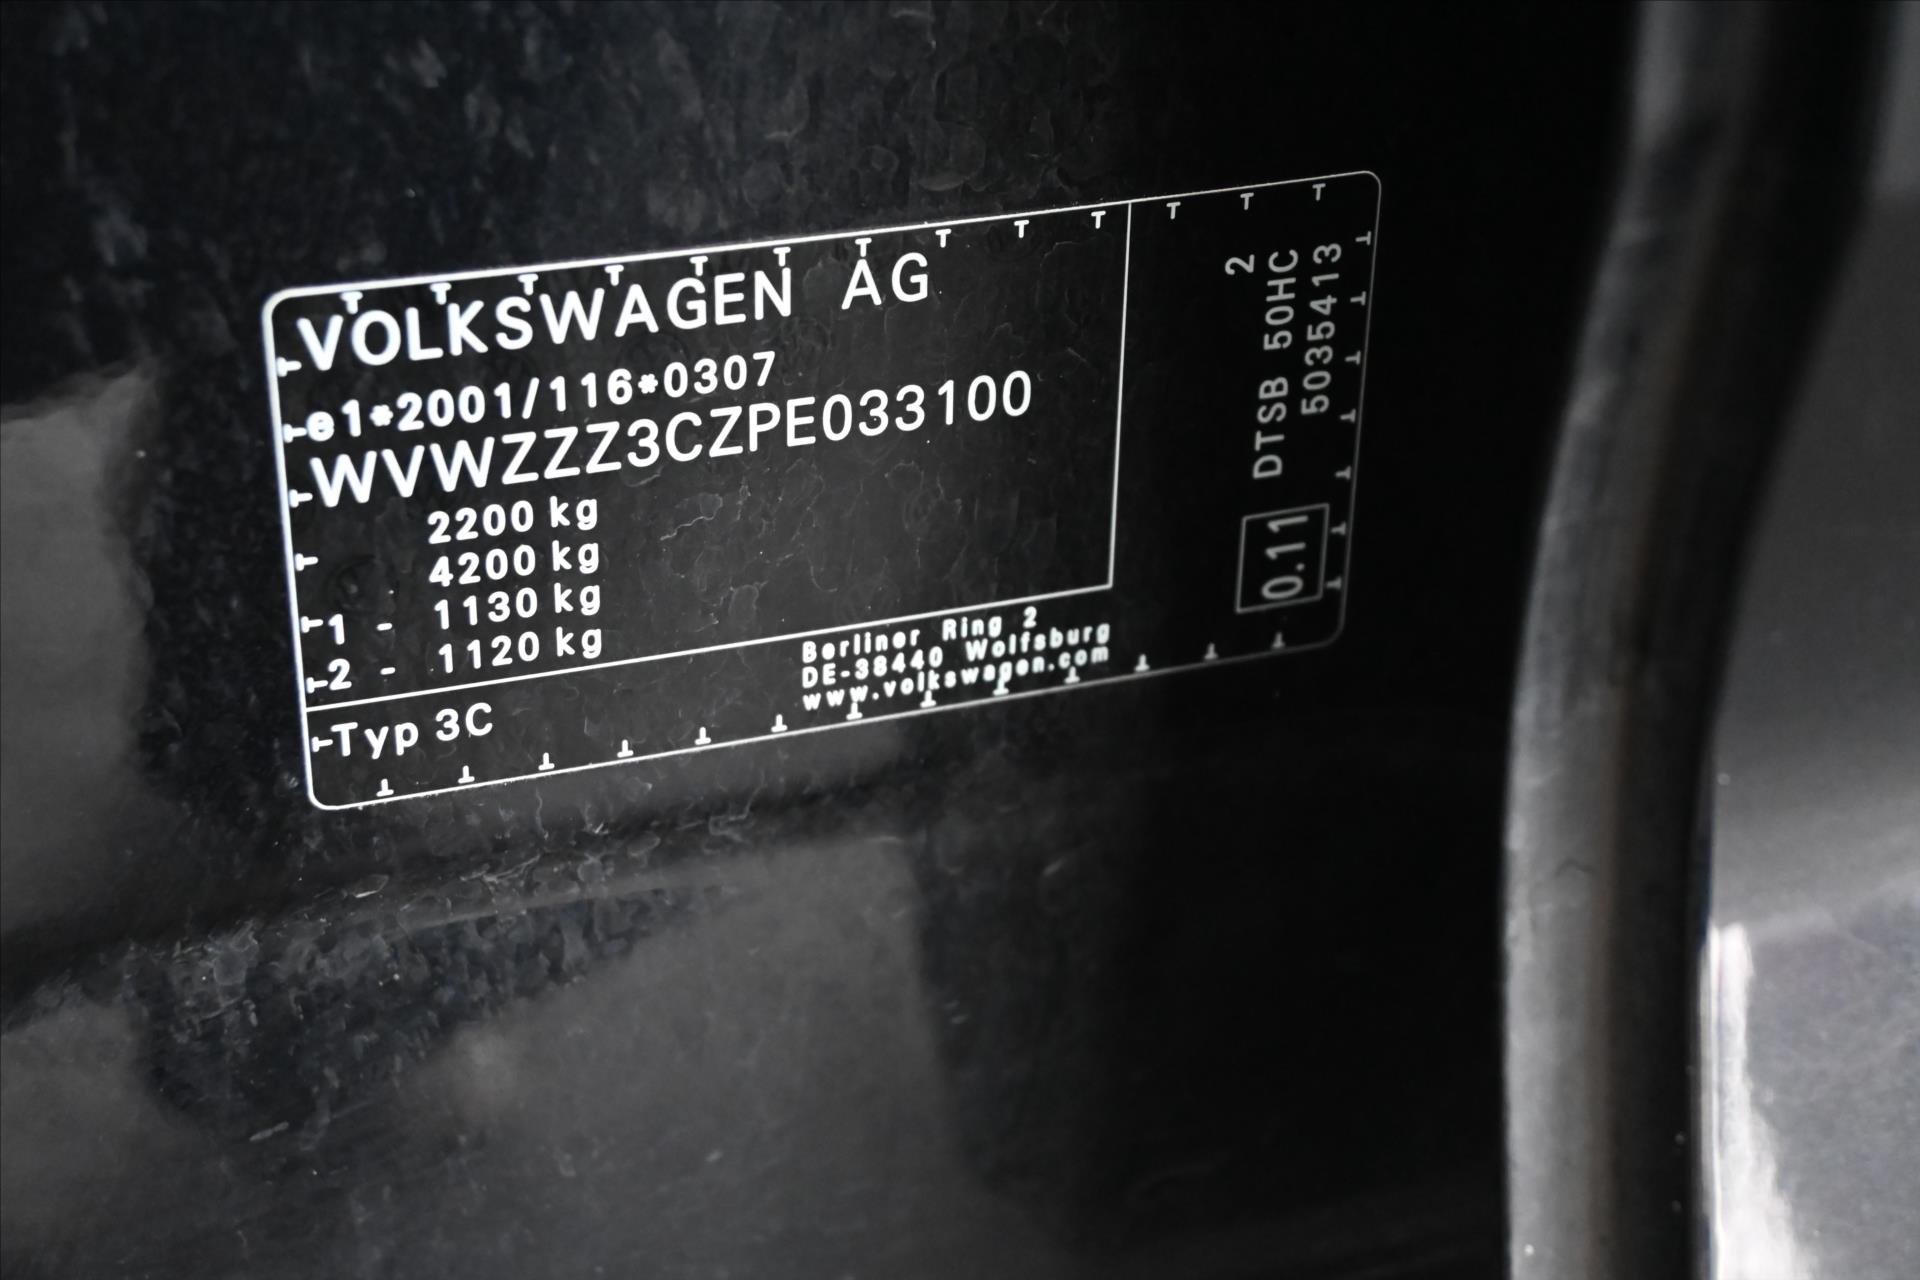 VOLKSWAGEN AG
e1*2001/116*0307
WVWZZZ3CZPE033100
2200 kg
4200 kg
1 - 1130 kg
2 - 1120 kg
Typ 3C
Berliner Ring 2
DE-38440 Wolfsburg
www.volkswagen.com
2
DTSB 50HC
5035413
0.11